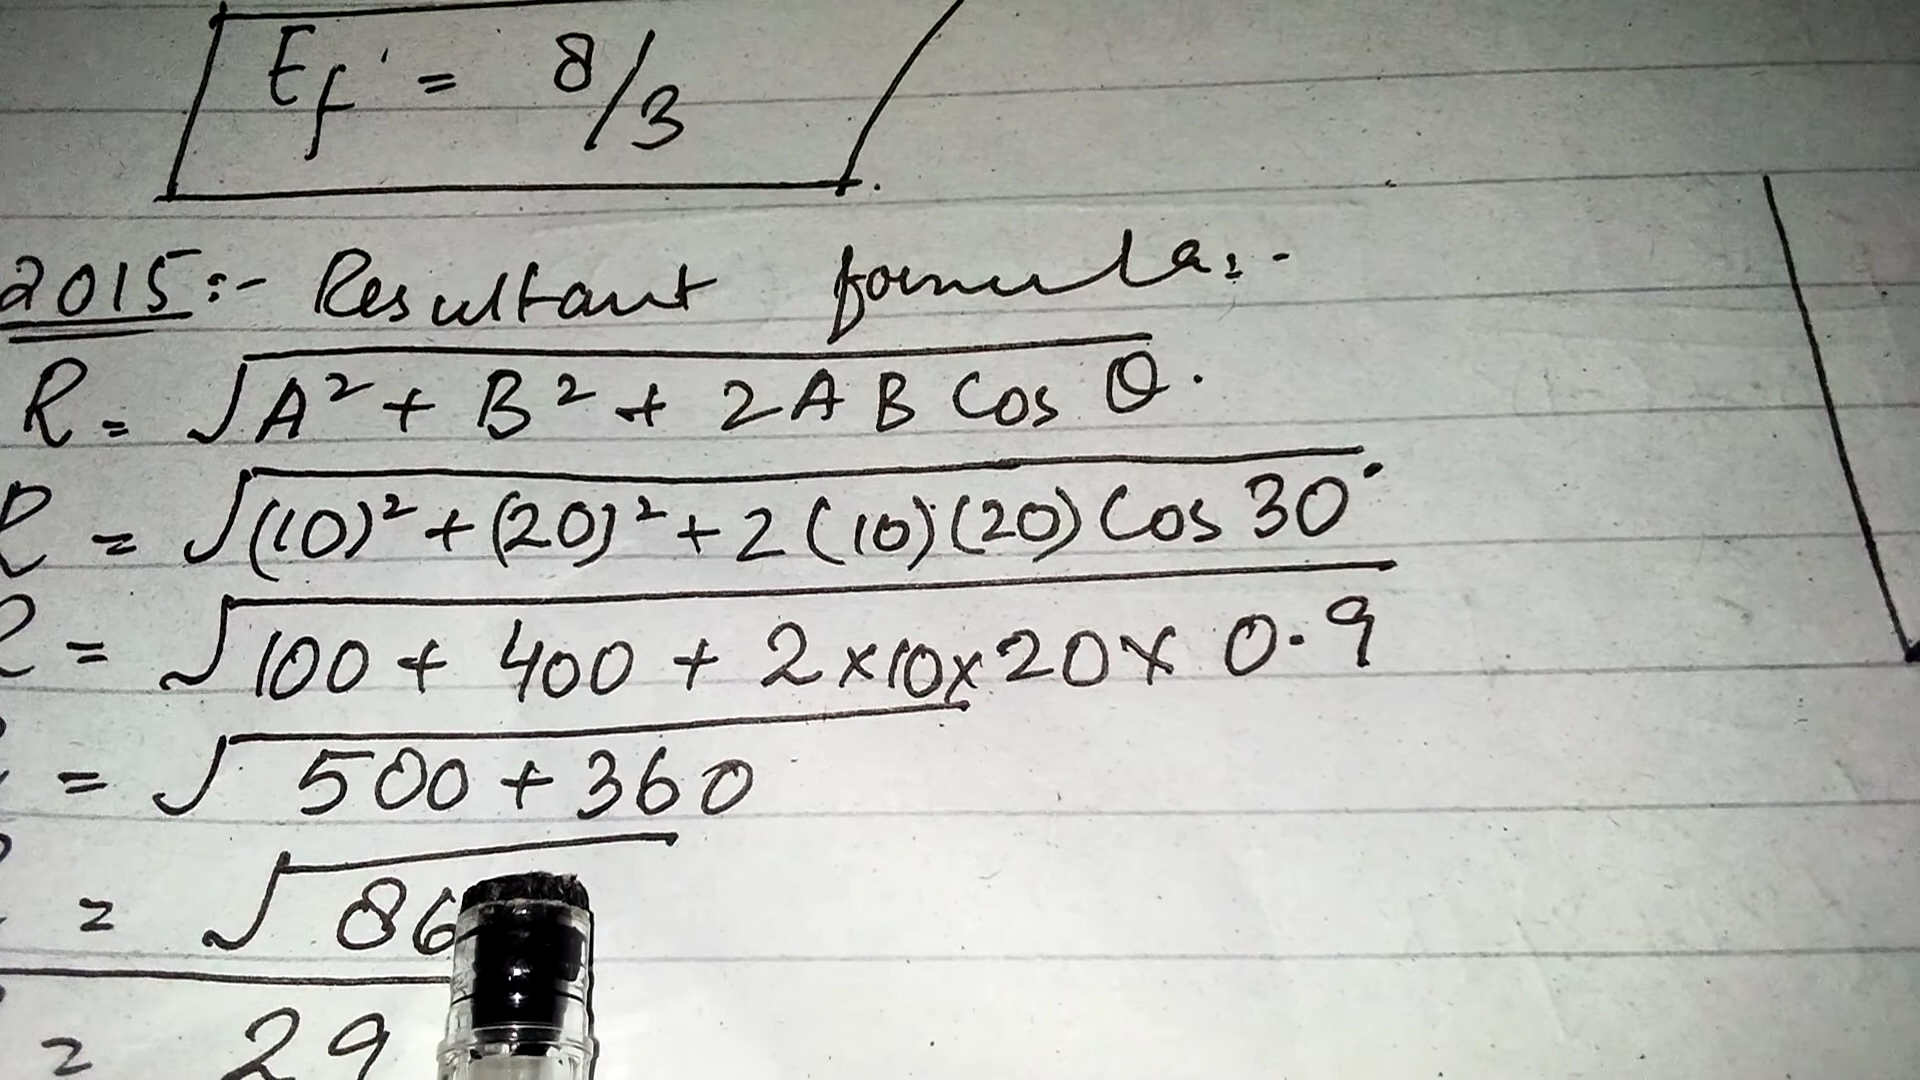 Ef' = 8/3
2015:- Resultant formula:-
R = √A² + B² + 2AB Cos θ.
R = √(10)² + (20)² + 2(10)(20) Cos 30°
R = √100 + 400 + 2×10×20× 0.9
= √500 + 360
= √86
= 29